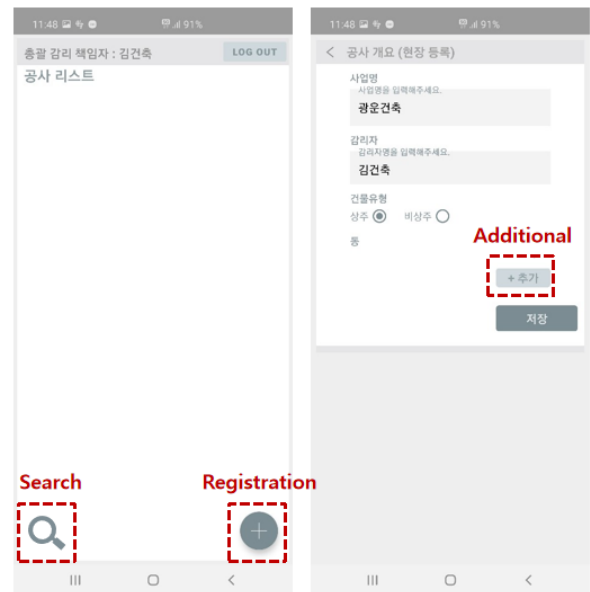 11:48
91%
총괄 감리 책임자 : 김건축
LOG OUT
공사 리스트
Search
Registration
11:48
91%
공사 개요 (현장 등록)
사업명
사업명을 입력해주세요.
광운건축
감리자
감리자명을 입력해주세요.
김건축
건물유형
상주 비상주
동
Additional
+ 추가
저장